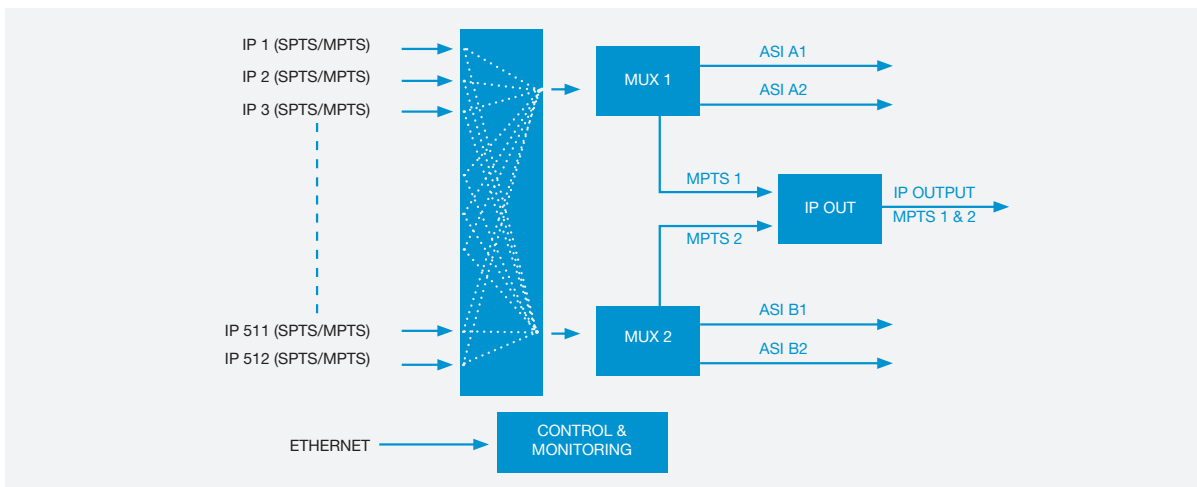 IP 1 (SPTS/MPTS)
IP 2 (SPTS/MPTS)
IP 3 (SPTS/MPTS)
IP 511 (SPTS/MPTS)
IP 512 (SPTS/MPTS)
MUX 1
ASI A1
ASI A2
MPTS 1
IP OUT
IP OUTPUT
MPTS 1 & 2
MPTS 2
MUX 2
ASI B1
ASI B2
ETHERNET
CONTROL &
MONITORING